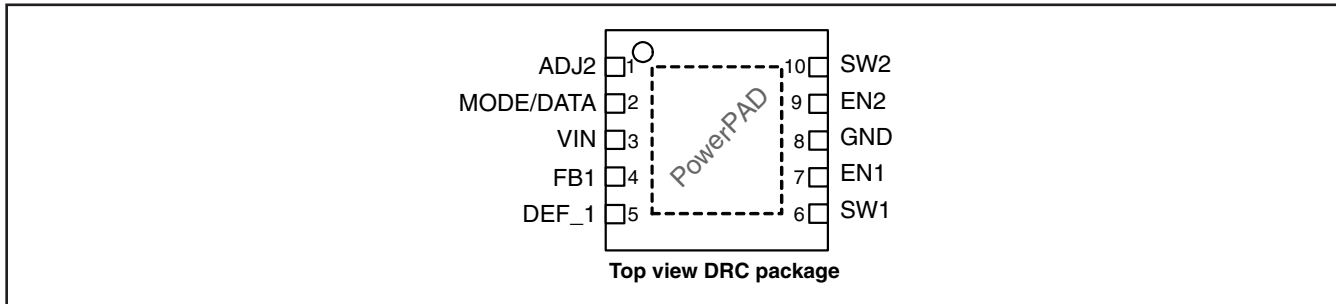 ADJ2 1 10 SW2
MODE/DATA 2 9 EN2
VIN 3 8 GND
FB1 4 7 EN1
DEF_1 5 6 SW1
PowerPAD
Top view DRC package